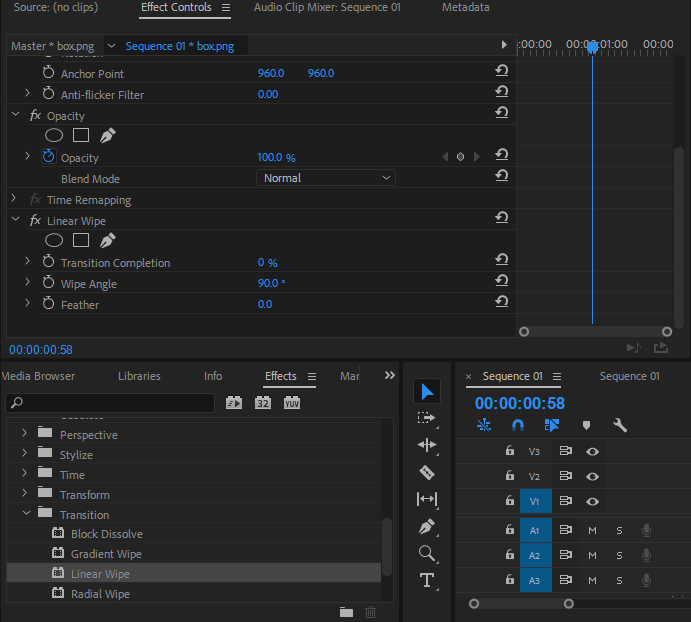 Source: (no clips) Effect Controls Audio Clip Mixer: Sequence 01 Metadata
Master * box.png Sequence 01 * box.png :00:00 00:00:01:00 00:00
Anchor Point 960.0 960.0
Anti-flicker Filter 0.00
fx Opacity
Opacity 100.0 %
Blend Mode Normal
fx Time Remapping
fx Linear Wipe
Transition Completion 0 %
Wipe Angle 90.0 °
Feather 0.0
00:00:00:58
Media Browser Libraries Info Effects Mar
32 YUV
Perspective
Stylize
Time
Transform
Transition
Block Dissolve
Gradient Wipe
Linear Wipe
Radial Wipe
T
× Sequence 01 Sequence 01
00:00:00:58
V3
V2
V1
A1 M S
A2 M S
A3 M S